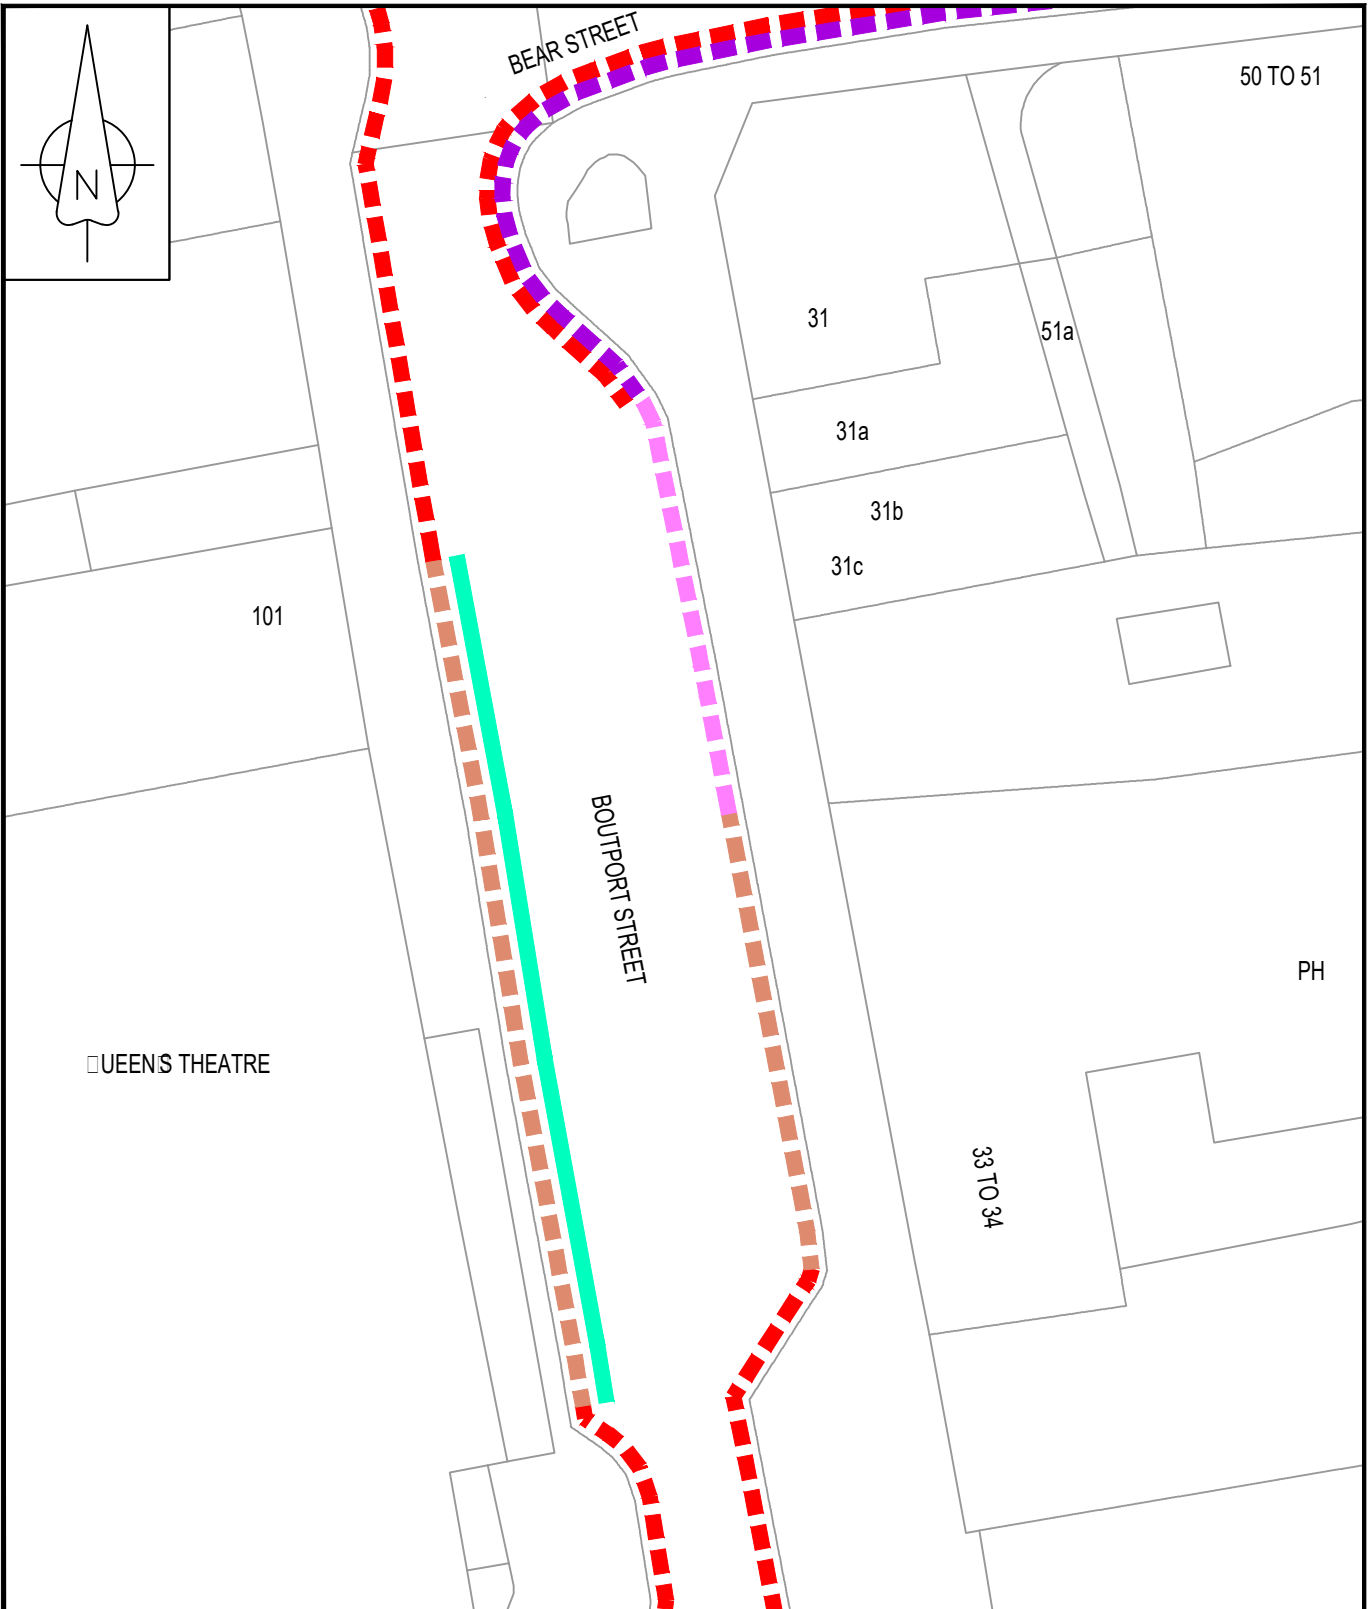 N
BEAR STREET
50 TO 51
31
51a
31a
31b
31c
101
BOUTPORT STREET
PH
□UEEN□S THEATRE
33 TO 34